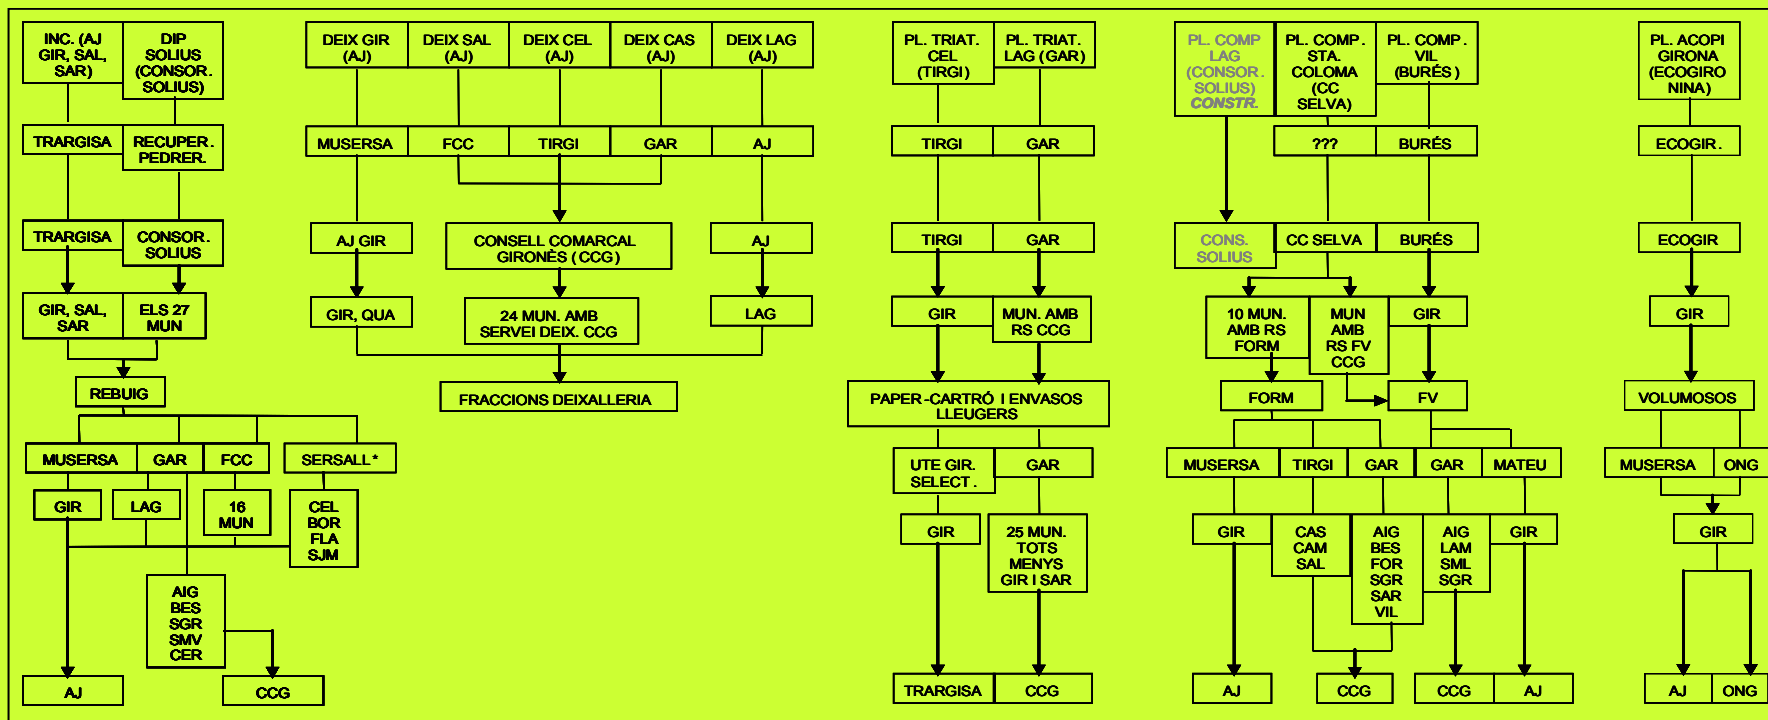 INC. (AJ
GIR, SAL,
SAR)
DIP
SOLIUS
(CONSOR.
SOLIUS)
TRARGISA
RECUPER.
PEDRER.
TRARGISA
CONSOR.
SOLIUS
GIR, SAL,
SAR
ELS 27
MUN
REBUIG
MUSERSA
GAR
FCC
SERSALL*
GIR
LAG
16
MUN
CEL
BOR
FLA
SJM
AIG
BES
SGR
SMV
CER
AJ
CCG
DEIX GIR
(AJ)
DEIX SAL
(AJ)
DEIX CEL
(AJ)
DEIX CAS
(AJ)
DEIX LAG
(AJ)
MUSERSA
FCC
TIRGI
GAR
AJ
AJ GIR
CONSELL COMARCAL
GIRONÈS (CCG)
AJ
GIR, QUA
24 MUN. AMB
SERVEI DEIX. CCG
LAG
FRACCIONS DEIXALLERIA
PL. TRIAT.
CEL
(TIRGI)
PL. TRIAT.
LAG (GAR)
TIRGI
GAR
TIRGI
GAR
GIR
MUN. AMB
RS CCG
PAPER-CARTRÓ I ENVASOS
LLEUGERS
UTE GIR.
SELECT.
GAR
GIR
25 MUN.
TOTS
MENYS
GIR I SAR
TRARGISA
CCG
PL. COMP
LAG
(CONSOR.
SOLIUS)
CONSTR.
PL. COMP.
STA.
COLOMA
(CC
SELVA)
PL. COMP.
VIL
(BURÉS)
???
BURÉS
CONS.
SOLIUS
CC SELVA
BURÉS
10 MUN.
AMB RS
FORM
MUN
AMB
RS FV
CCG
GIR
FORM
FV
MUSERSA
TIRGI
GAR
GAR
MATEU
GIR
CAS
CAM
SAL
AIG
BES
FOR
SGR
SAR
VIL
AIG
LAM
SML
SGR
GIR
AJ
CCG
CCG
AJ
PL. ACOPI
GIRONA
(ECOGIRO
NINA)
ECOGIR.
ECOGIR
GIR
VOLUMOSOS
MUSERSA
ONG
GIR
AJ
ONG